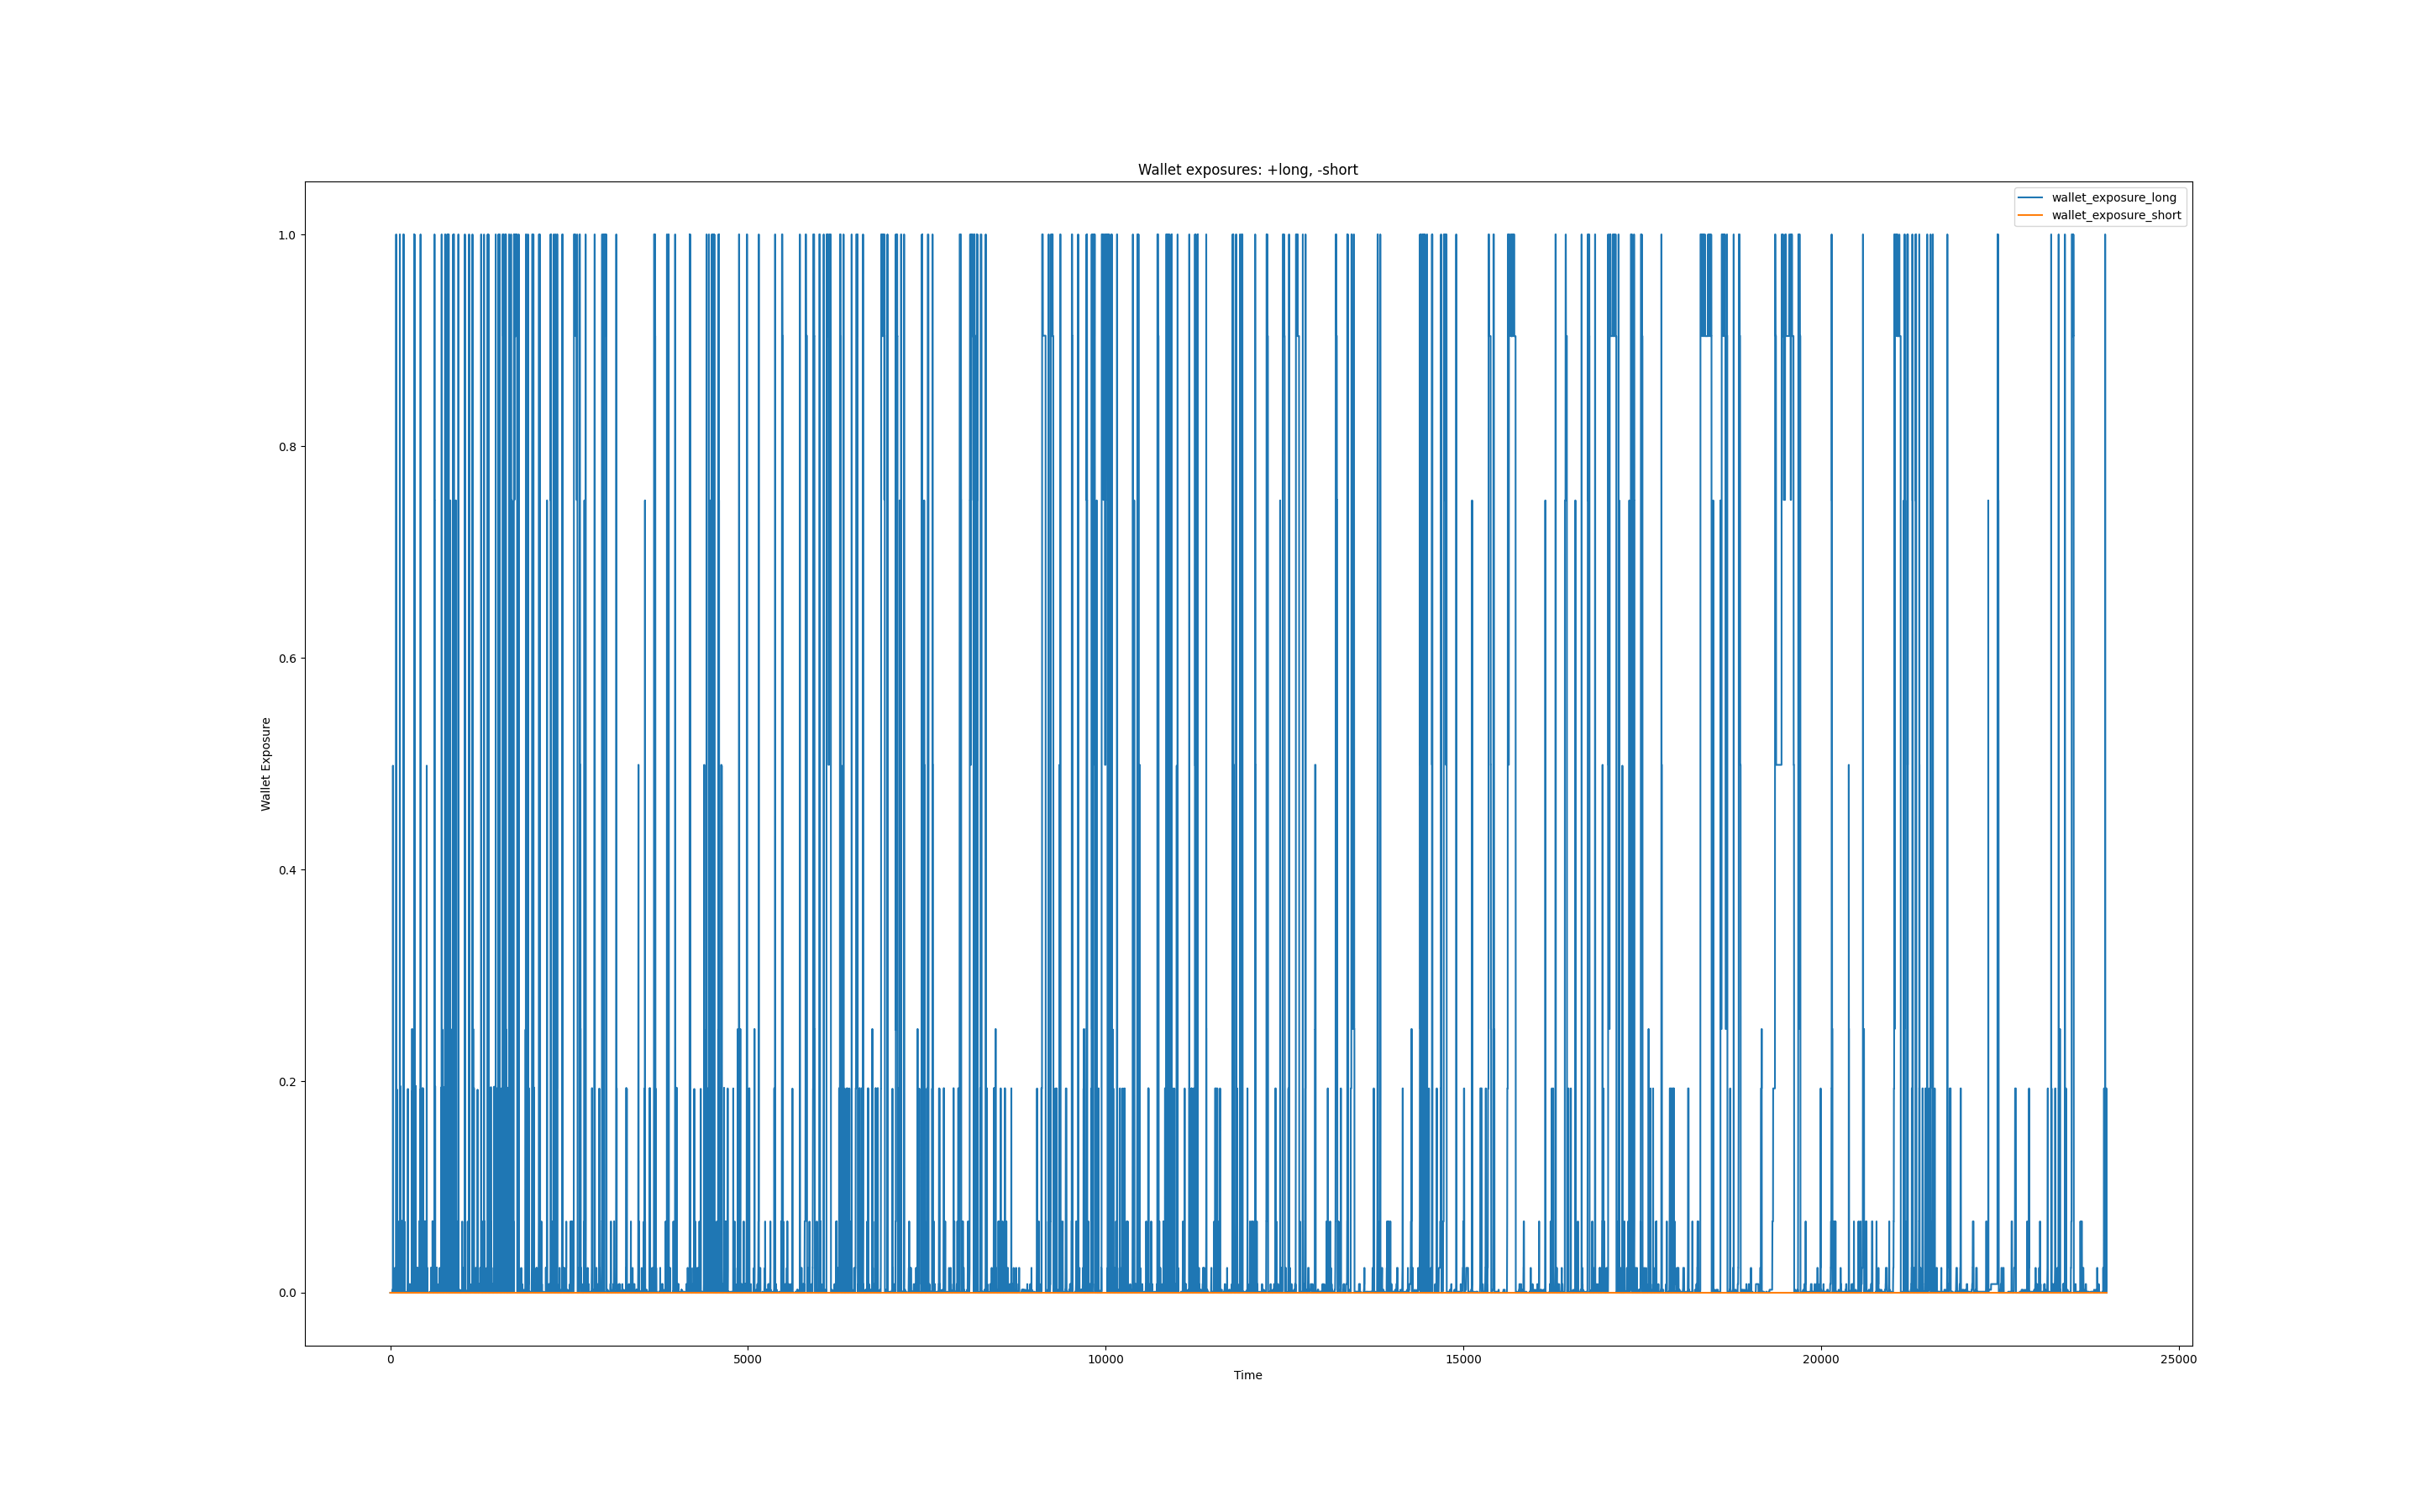 Wallet exposures: +long, -short
wallet_exposure_long
wallet_exposure_short
1.0
0.8
0.6
0.4
0.2
0.0
Wallet Exposure
0
5000
10000
15000
20000
25000
Time